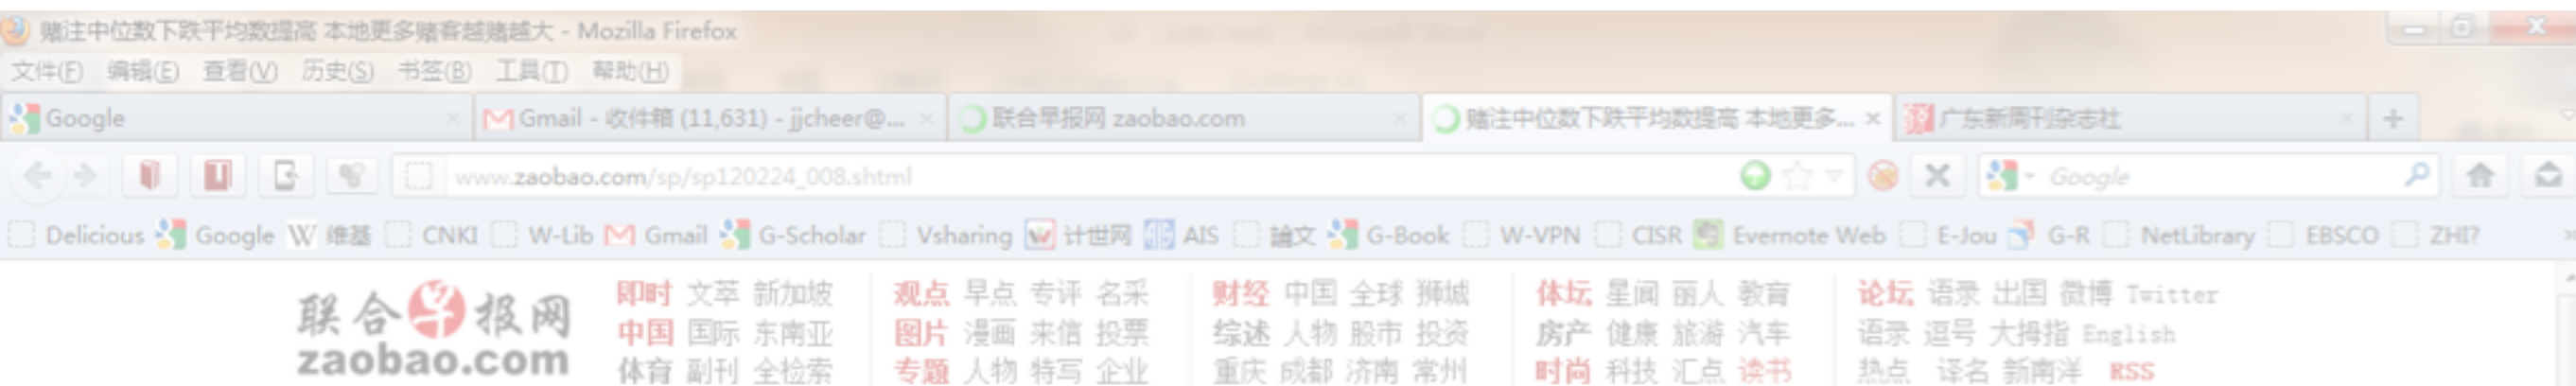 赌注中位数下跌平均数提高 本地更多赌客越赌越大 - Mozilla Firefox
文件(F) 编辑(E) 查看(V) 历史(S) 书签(B) 工具(T) 帮助(H)
Google Gmail - 收件箱 (11,631) - jjcheer@... 联合早报网 zaobao.com 赌注中位数下跌平均数提高 本地更多... 广东新周刊杂志社
www.zaobao.com/sp/sp120224_008.shtml Google
Delicious Google 维基 CNKI W-Lib Gmail G-Scholar Vsharing 计世网 AIS 論文 G-Book W-VPN CISR Evernote Web E-Jou G-R NetLibrary EBSCO ZHI?
联合早报网
zaobao.com
即时 文萃 新加坡 观点 早点 专评 名采 财经 中国 全球 狮城 体坛 星闻 丽人 教育 论坛 语录 出国 微博 Twitter
中国 国际 东南亚 图片 漫画 来信 投票 综述 人物 股市 投资 房产 健康 旅游 汽车 语录 逗号 大拇指 English
体育 副刊 全检索 专题 人物 特写 企业 重庆 成都 济南 常州 时尚 科技 汇点 读书 热点 译名 新南洋 RSS